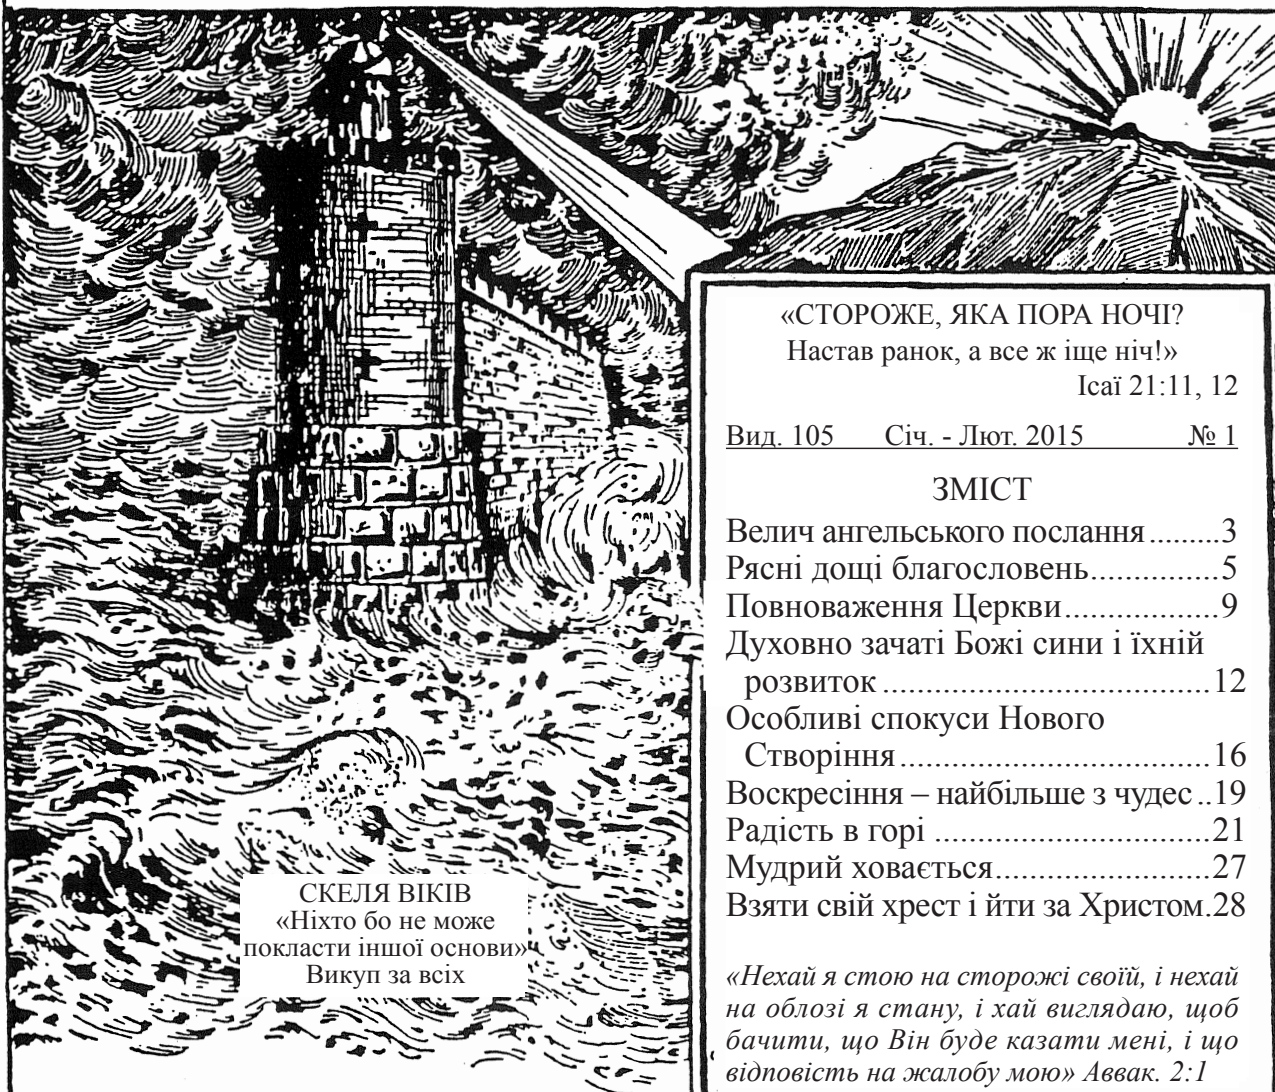 «СТОРОЖЕ, ЯКА ПОРА НОЧІ?
Настав ранок, а все ж іще ніч!»
Ісаї 21:11, 12
Вид. 105 Січ. - Лют. 2015 № 1
ЗМІСТ
Велич ангельського послання.........3
Рясні дощі благословень...............5
Повноваження Церкви..................9
Духовно зачаті Божі сини і їхній
розвиток......................................12
Особливі спокуси Нового
Створіння....................................16
Воскресіння – найбільше з чудес..19
Радість в горі ................................21
Мудрий ховається.........................27
Взяти свій хрест і йти за Христом.28
«Нехай я стою на сторожі своїй, і нехай
на облозі я стану, і хай виглядаю, щоб
бачити, що Він буде казати мені, і що
відповість на жалобу мою» Аввак. 2:1
СКЕЛЯ ВІКІВ
«Ніхто бо не може
покласти іншої основи»
Викуп за всіх